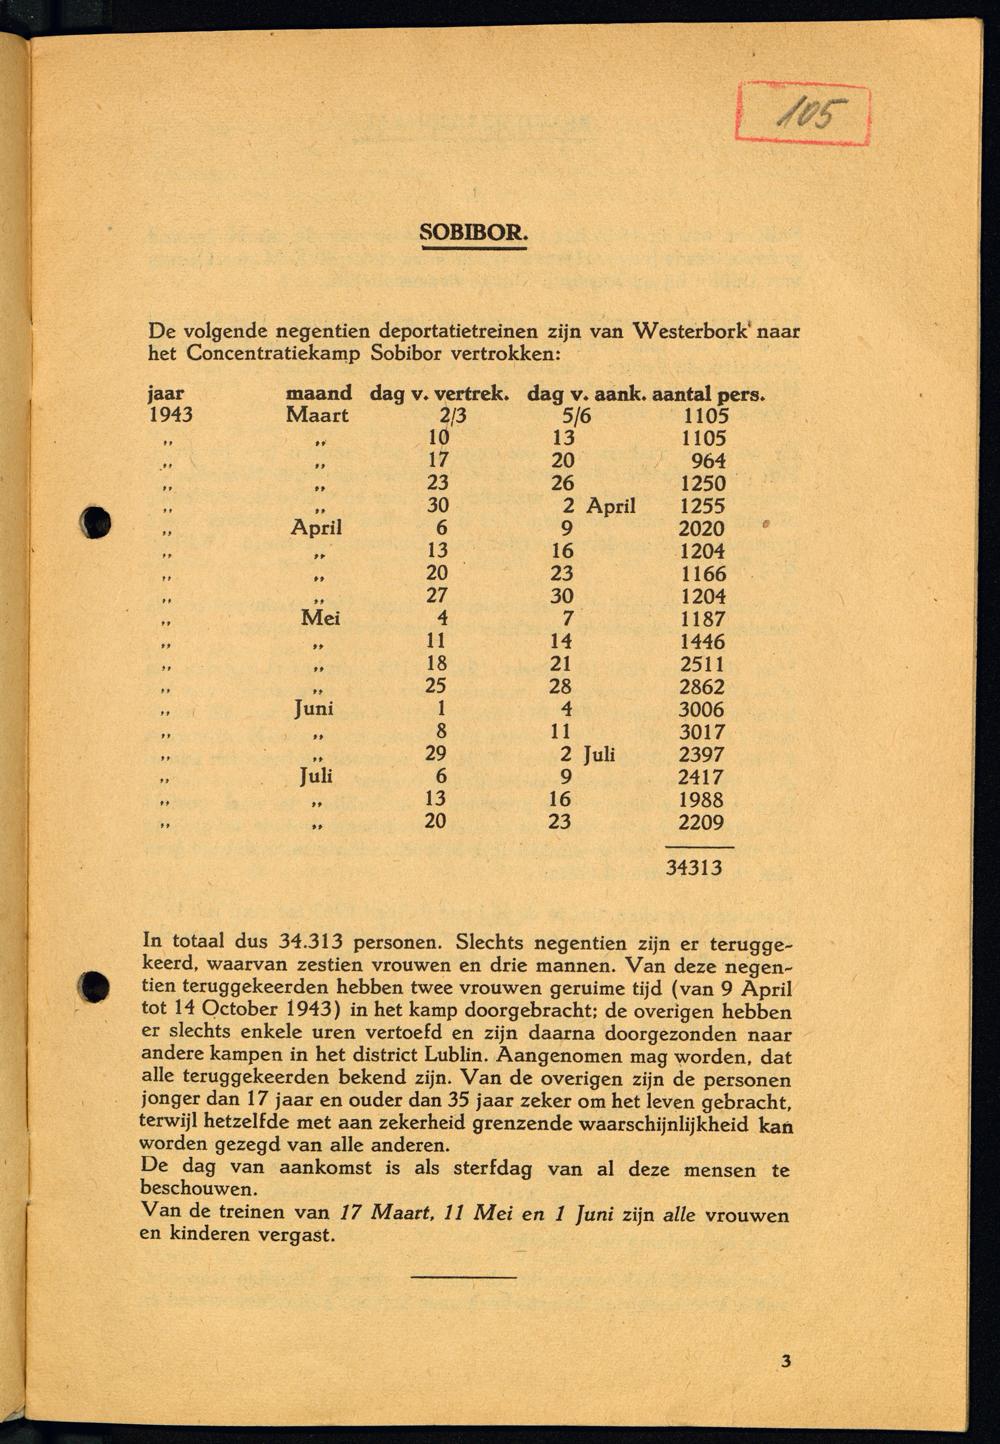 105
SOBIBOR.
De volgende negentien deportatietreinen zijn van Westerbork naar
het Concentratiekamp Sobibor vertrokken:
jaar maand dag v. vertrek. dag v. aank. aantal pers.
1943 Maart 2/3 5/6 1105
,, ,, 10 13 1105
,, ,, 17 20 964
,, ,, 23 26 1250
,, ,, 30 2 April 1255
,, April 6 9 2020
,, ,, 13 16 1204
,, ,, 20 23 1166
,, ,, 27 30 1204
,, Mei 4 7 1187
,, ,, 11 14 1446
,, ,, 18 21 2511
,, ,, 25 28 2862
,, Juni 1 4 3006
,, ,, 8 11 3017
,, ,, 29 2 Juli 2397
,, Juli 6 9 2417
,, ,, 13 16 1988
,, ,, 20 23 2209
34313
In totaal dus 34.313 personen. Slechts negentien zijn er terugge-
keerd, waarvan zestien vrouwen en drie mannen. Van deze negen-
tien teruggekeerden hebben twee vrouwen geruime tijd (van 9 April
tot 14 October 1943) in het kamp doorgebracht; de overigen hebben
er slechts enkele uren vertoefd en zijn daarna doorgezonden naar
andere kampen in het district Lublin. Aangenomen mag worden, dat
alle teruggekeerden bekend zijn. Van de overigen zijn de personen
jonger dan 17 jaar en ouder dan 35 jaar zeker om het leven gebracht,
terwijl hetzelfde met aan zekerheid grenzende waarschijnlijkheid kan
worden gezegd van alle anderen.
De dag van aankomst is als sterfdag van al deze mensen te
beschouwen.
Van de treinen van 17 Maart, 11 Mei en 1 Juni zijn alle vrouwen
en kinderen vergast.
3